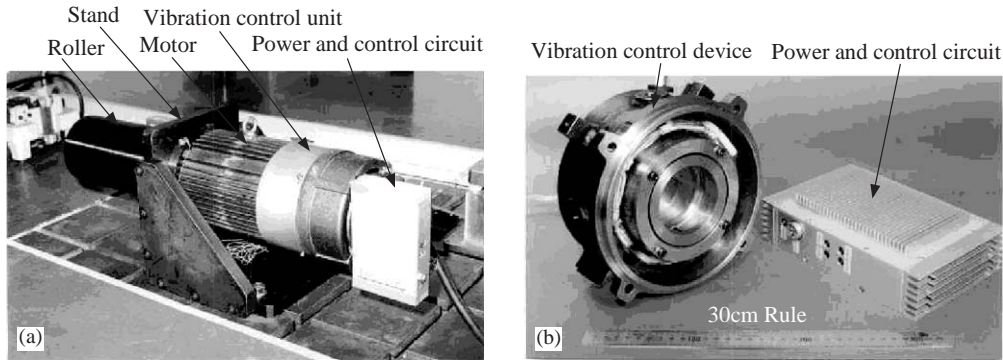 Stand
Vibration control unit
Roller
Motor
Power and control circuit
(a)
Vibration control device
Power and control circuit
30cm Rule
(b)